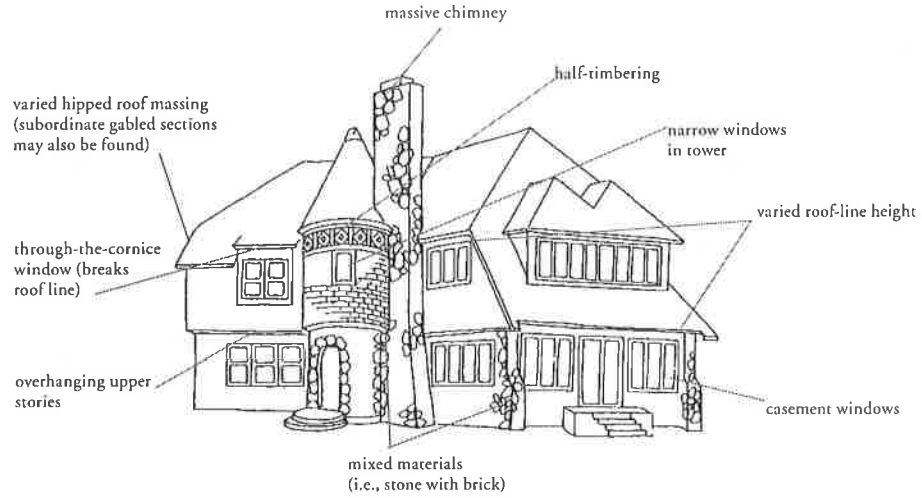 massive chimney
half-timbering
varied hipped roof massing
(subordinate gabled sections
may also be found)
narrow windows
in tower
varied roof-line height
through-the-cornice
window (breaks
roof line)
overhanging upper
stories
casement windows
mixed materials
(i.e., stone with brick)